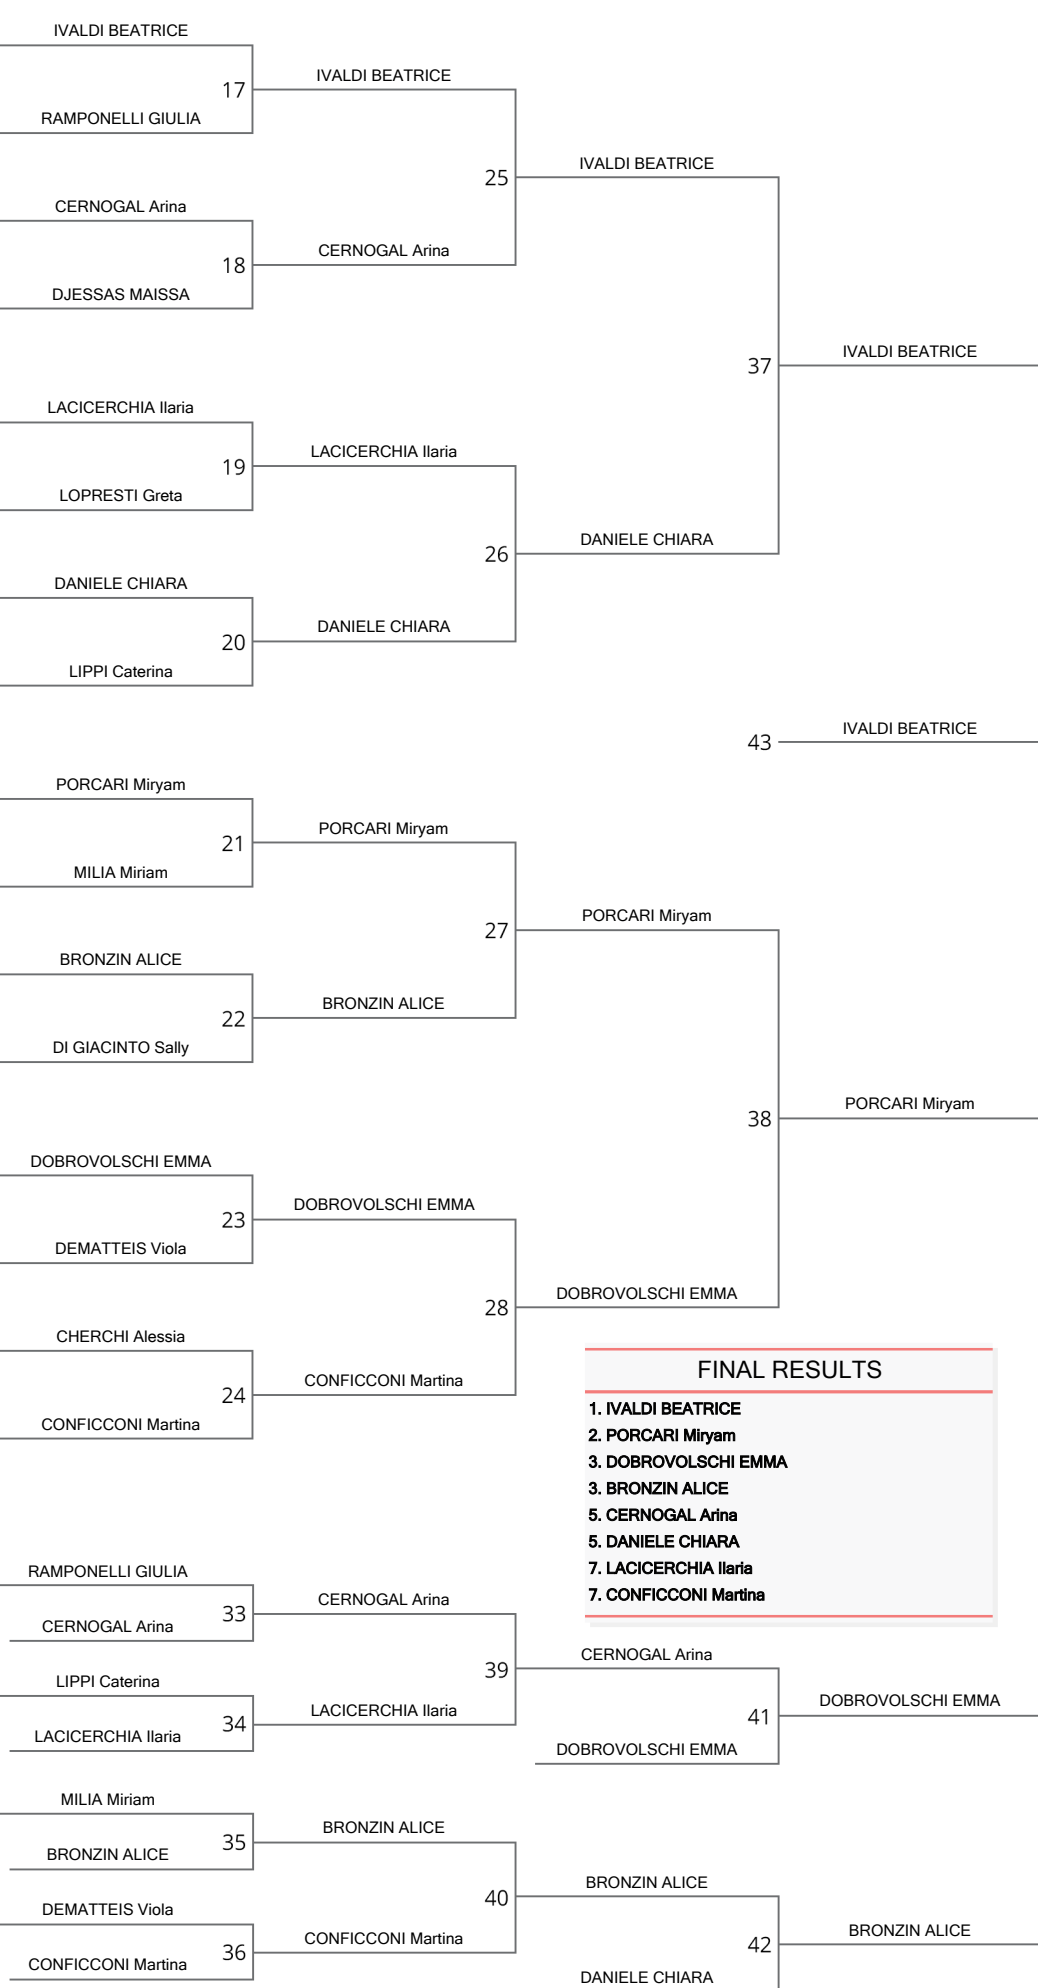 IVALDI BEATRICE
17
IVALDI BEATRICE
RAMPONELLI GIULIA
25
IVALDI BEATRICE
CERNOGAL Arina
18
CERNOGAL Arina
DJESSAS MAISSA
37
IVALDI BEATRICE
LACICERCHIA Ilaria
19
LACICERCHIA Ilaria
LOPRESTI Greta
26
DANIELE CHIARA
DANIELE CHIARA
20
DANIELE CHIARA
LIPPI Caterina
43
IVALDI BEATRICE
PORCARI Miryam
21
PORCARI Miryam
MILIA Miriam
27
PORCARI Miryam
BRONZIN ALICE
22
BRONZIN ALICE
DI GIACINTO Sally
38
PORCARI Miryam
DOBROVOLSCHI EMMA
23
DOBROVOLSCHI EMMA
DEMATTEIS Viola
28
DOBROVOLSCHI EMMA
CHERCHI Alessia
24
CONFICCONI Martina
CONFICCONI Martina
FINAL RESULTS
1. IVALDI BEATRICE
2. PORCARI Miryam
3. DOBROVOLSCHI EMMA
3. BRONZIN ALICE
5. CERNOGAL Arina
5. DANIELE CHIARA
7. LACICERCHIA Ilaria
7. CONFICCONI Martina
RAMPONELLI GIULIA
33
CERNOGAL Arina
CERNOGAL Arina
39
CERNOGAL Arina
LIPPI Caterina
34
LACICERCHIA Ilaria
LACICERCHIA Ilaria
41
DOBROVOLSCHI EMMA
DOBROVOLSCHI EMMA
MILIA Miriam
35
BRONZIN ALICE
BRONZIN ALICE
40
BRONZIN ALICE
DEMATTEIS Viola
36
CONFICCONI Martina
CONFICCONI Martina
42
BRONZIN ALICE
DANIELE CHIARA